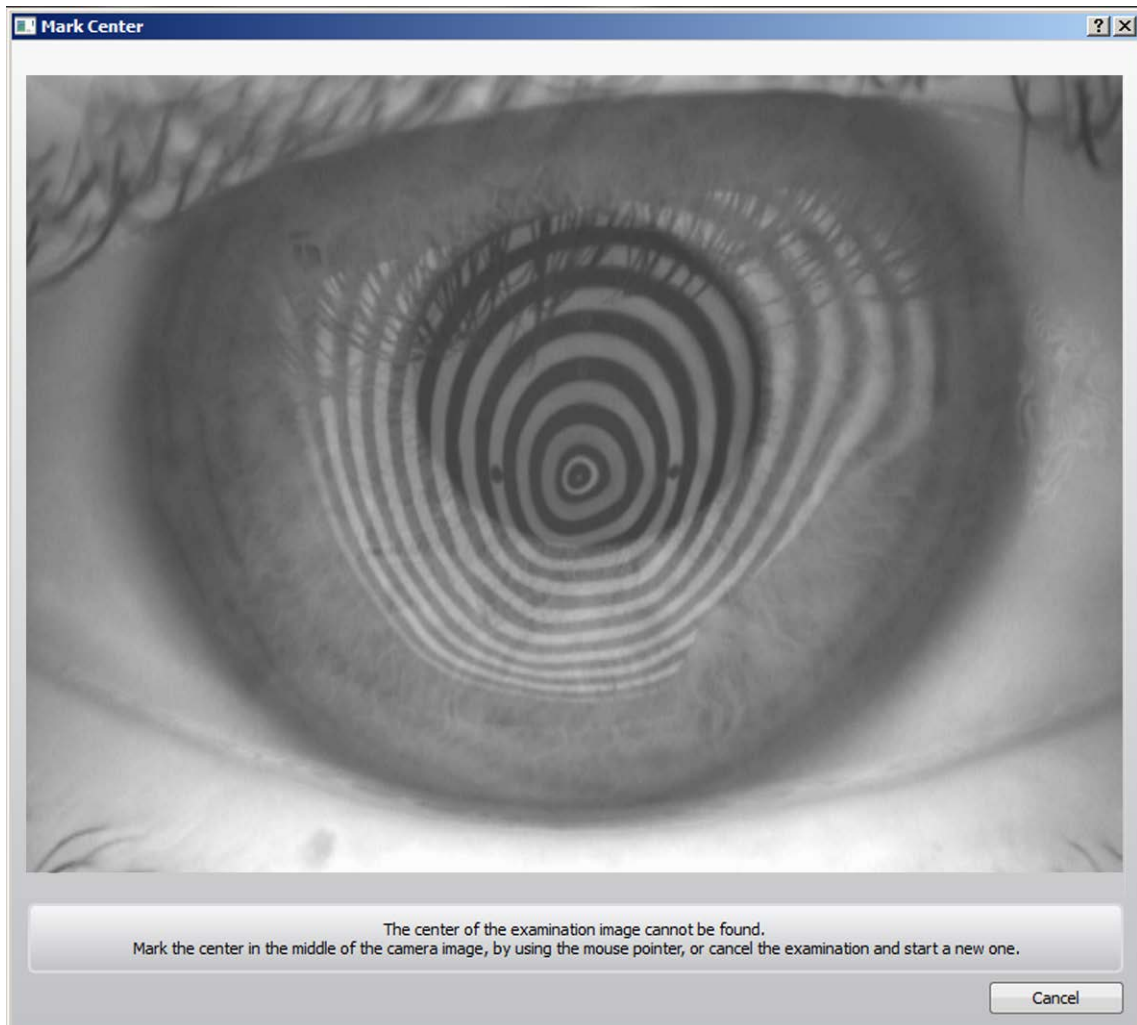 Mark Center
The center of the examination image cannot be found.
Mark the center in the middle of the camera image, by using the mouse pointer, or cancel the examination and start a new one.
Cancel